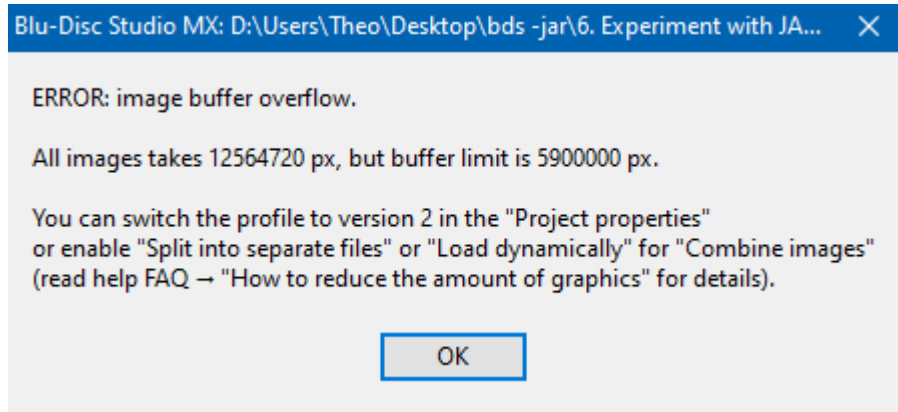 Blu-Disc Studio MX: D:\Users\Theo\Desktop\bds -jar\6. Experiment with JA...
ERROR: image buffer overflow.
All images takes 12564720 px, but buffer limit is 5900000 px.
You can switch the profile to version 2 in the "Project properties"
or enable "Split into separate files" or "Load dynamically" for "Combine images"
(read help FAQ → "How to reduce the amount of graphics" for details).
OK